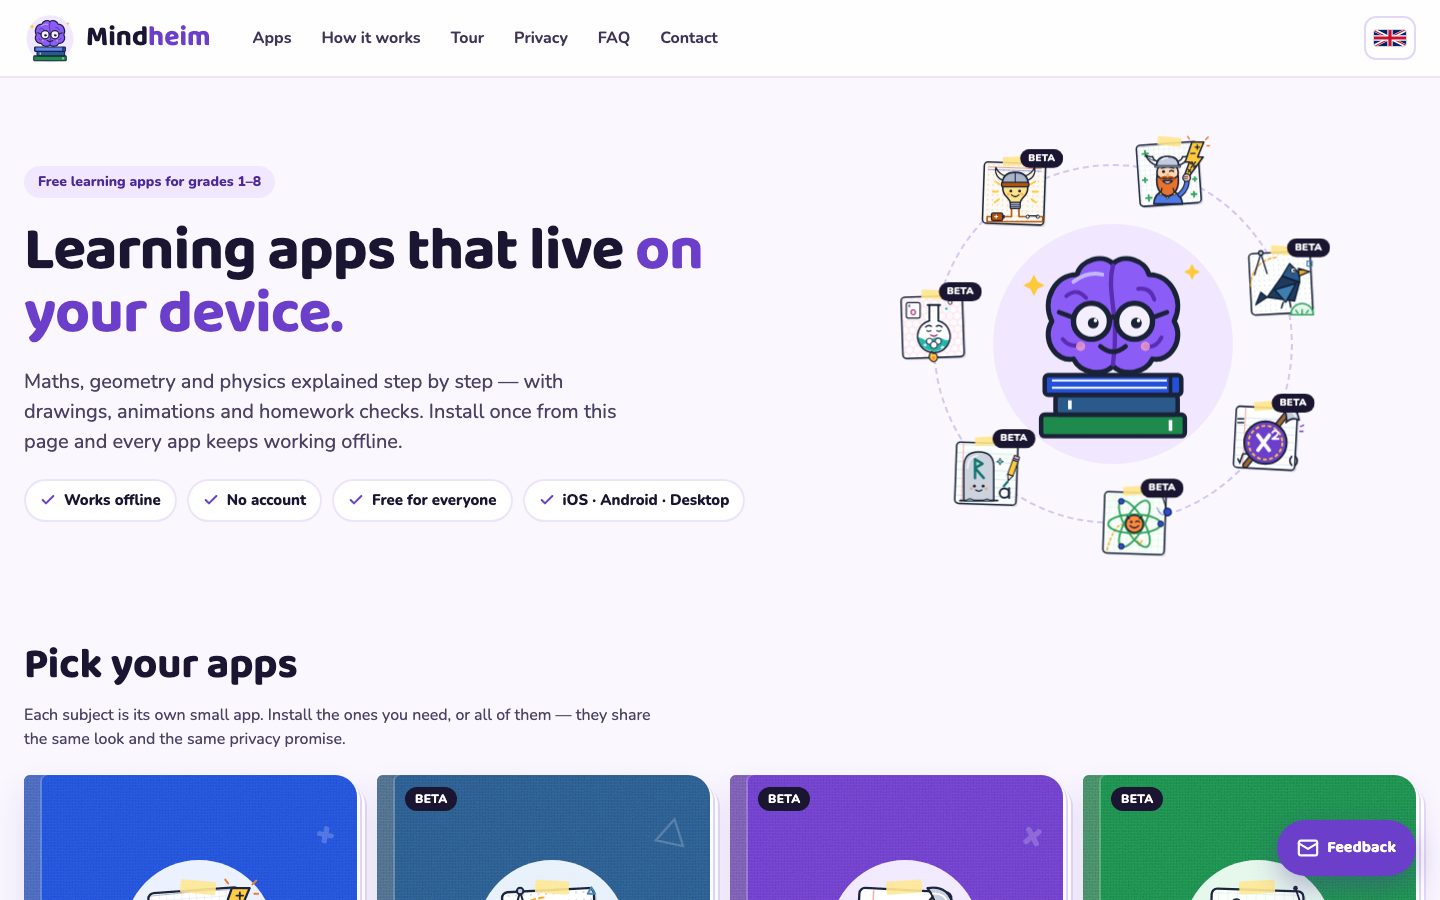 Mindheim
Apps
How it works
Tour
Privacy
FAQ
Contact
Free learning apps for grades 1–8
Learning apps that live on
your device.
Maths, geometry and physics explained step by step — with
drawings, animations and homework checks. Install once from this
page and every app keeps working offline.
Works offline
No account
Free for everyone
iOS · Android · Desktop
BETA
BETA
BETA
BETA
X²
BETA
R
a
BETA
Pick your apps
Each subject is its own small app. Install the ones you need, or all of them — they share
the same look and the same privacy promise.
BETA
BETA
BETA
Feedback